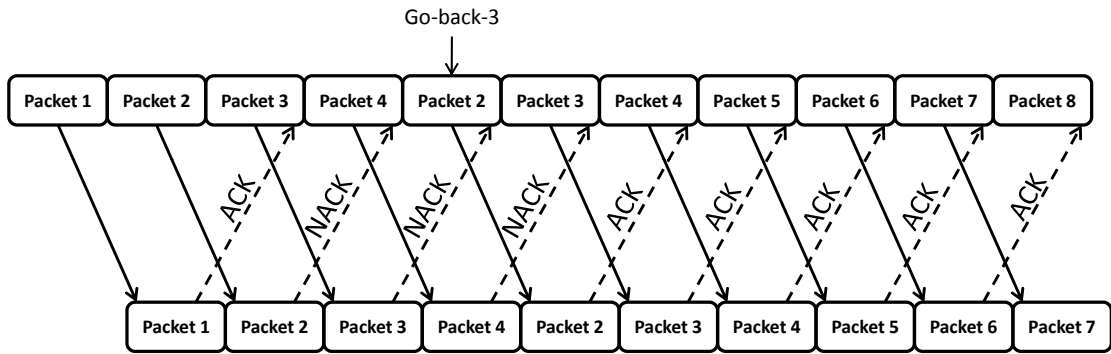 Go-back-3
Packet 1 Packet 2 Packet 3 Packet 4 Packet 2 Packet 3 Packet 4 Packet 5 Packet 6 Packet 7 Packet 8
ACK NACK NACK NACK ACK ACK ACK ACK ACK
Packet 1 Packet 2 Packet 3 Packet 4 Packet 2 Packet 3 Packet 4 Packet 5 Packet 6 Packet 7